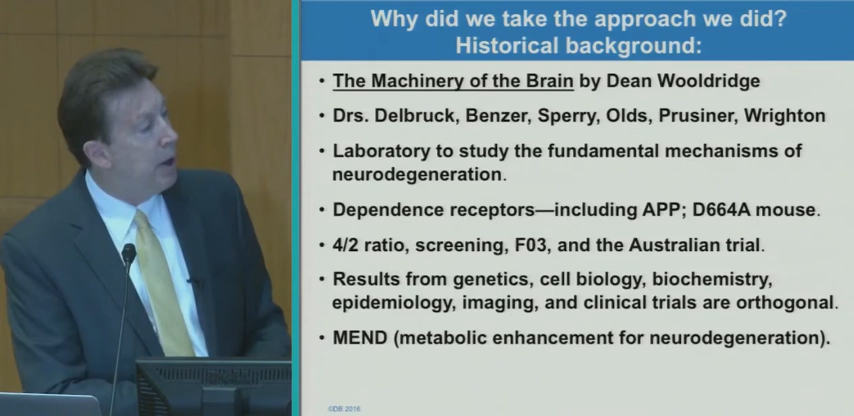 Why did we take the approach we did?
Historical background:
• The Machinery of the Brain by Dean Wooldridge
• Drs. Delbruck, Benzer, Sperry, Olds, Prusiner, Wrighton
• Laboratory to study the fundamental mechanisms of
neurodegeneration.
• Dependence receptors—including APP; D664A mouse.
• 4/2 ratio, screening, F03, and the Australian trial.
• Results from genetics, cell biology, biochemistry,
epidemiology, imaging, and clinical trials are orthogonal.
• MEND (metabolic enhancement for neurodegeneration).
©DB 2016